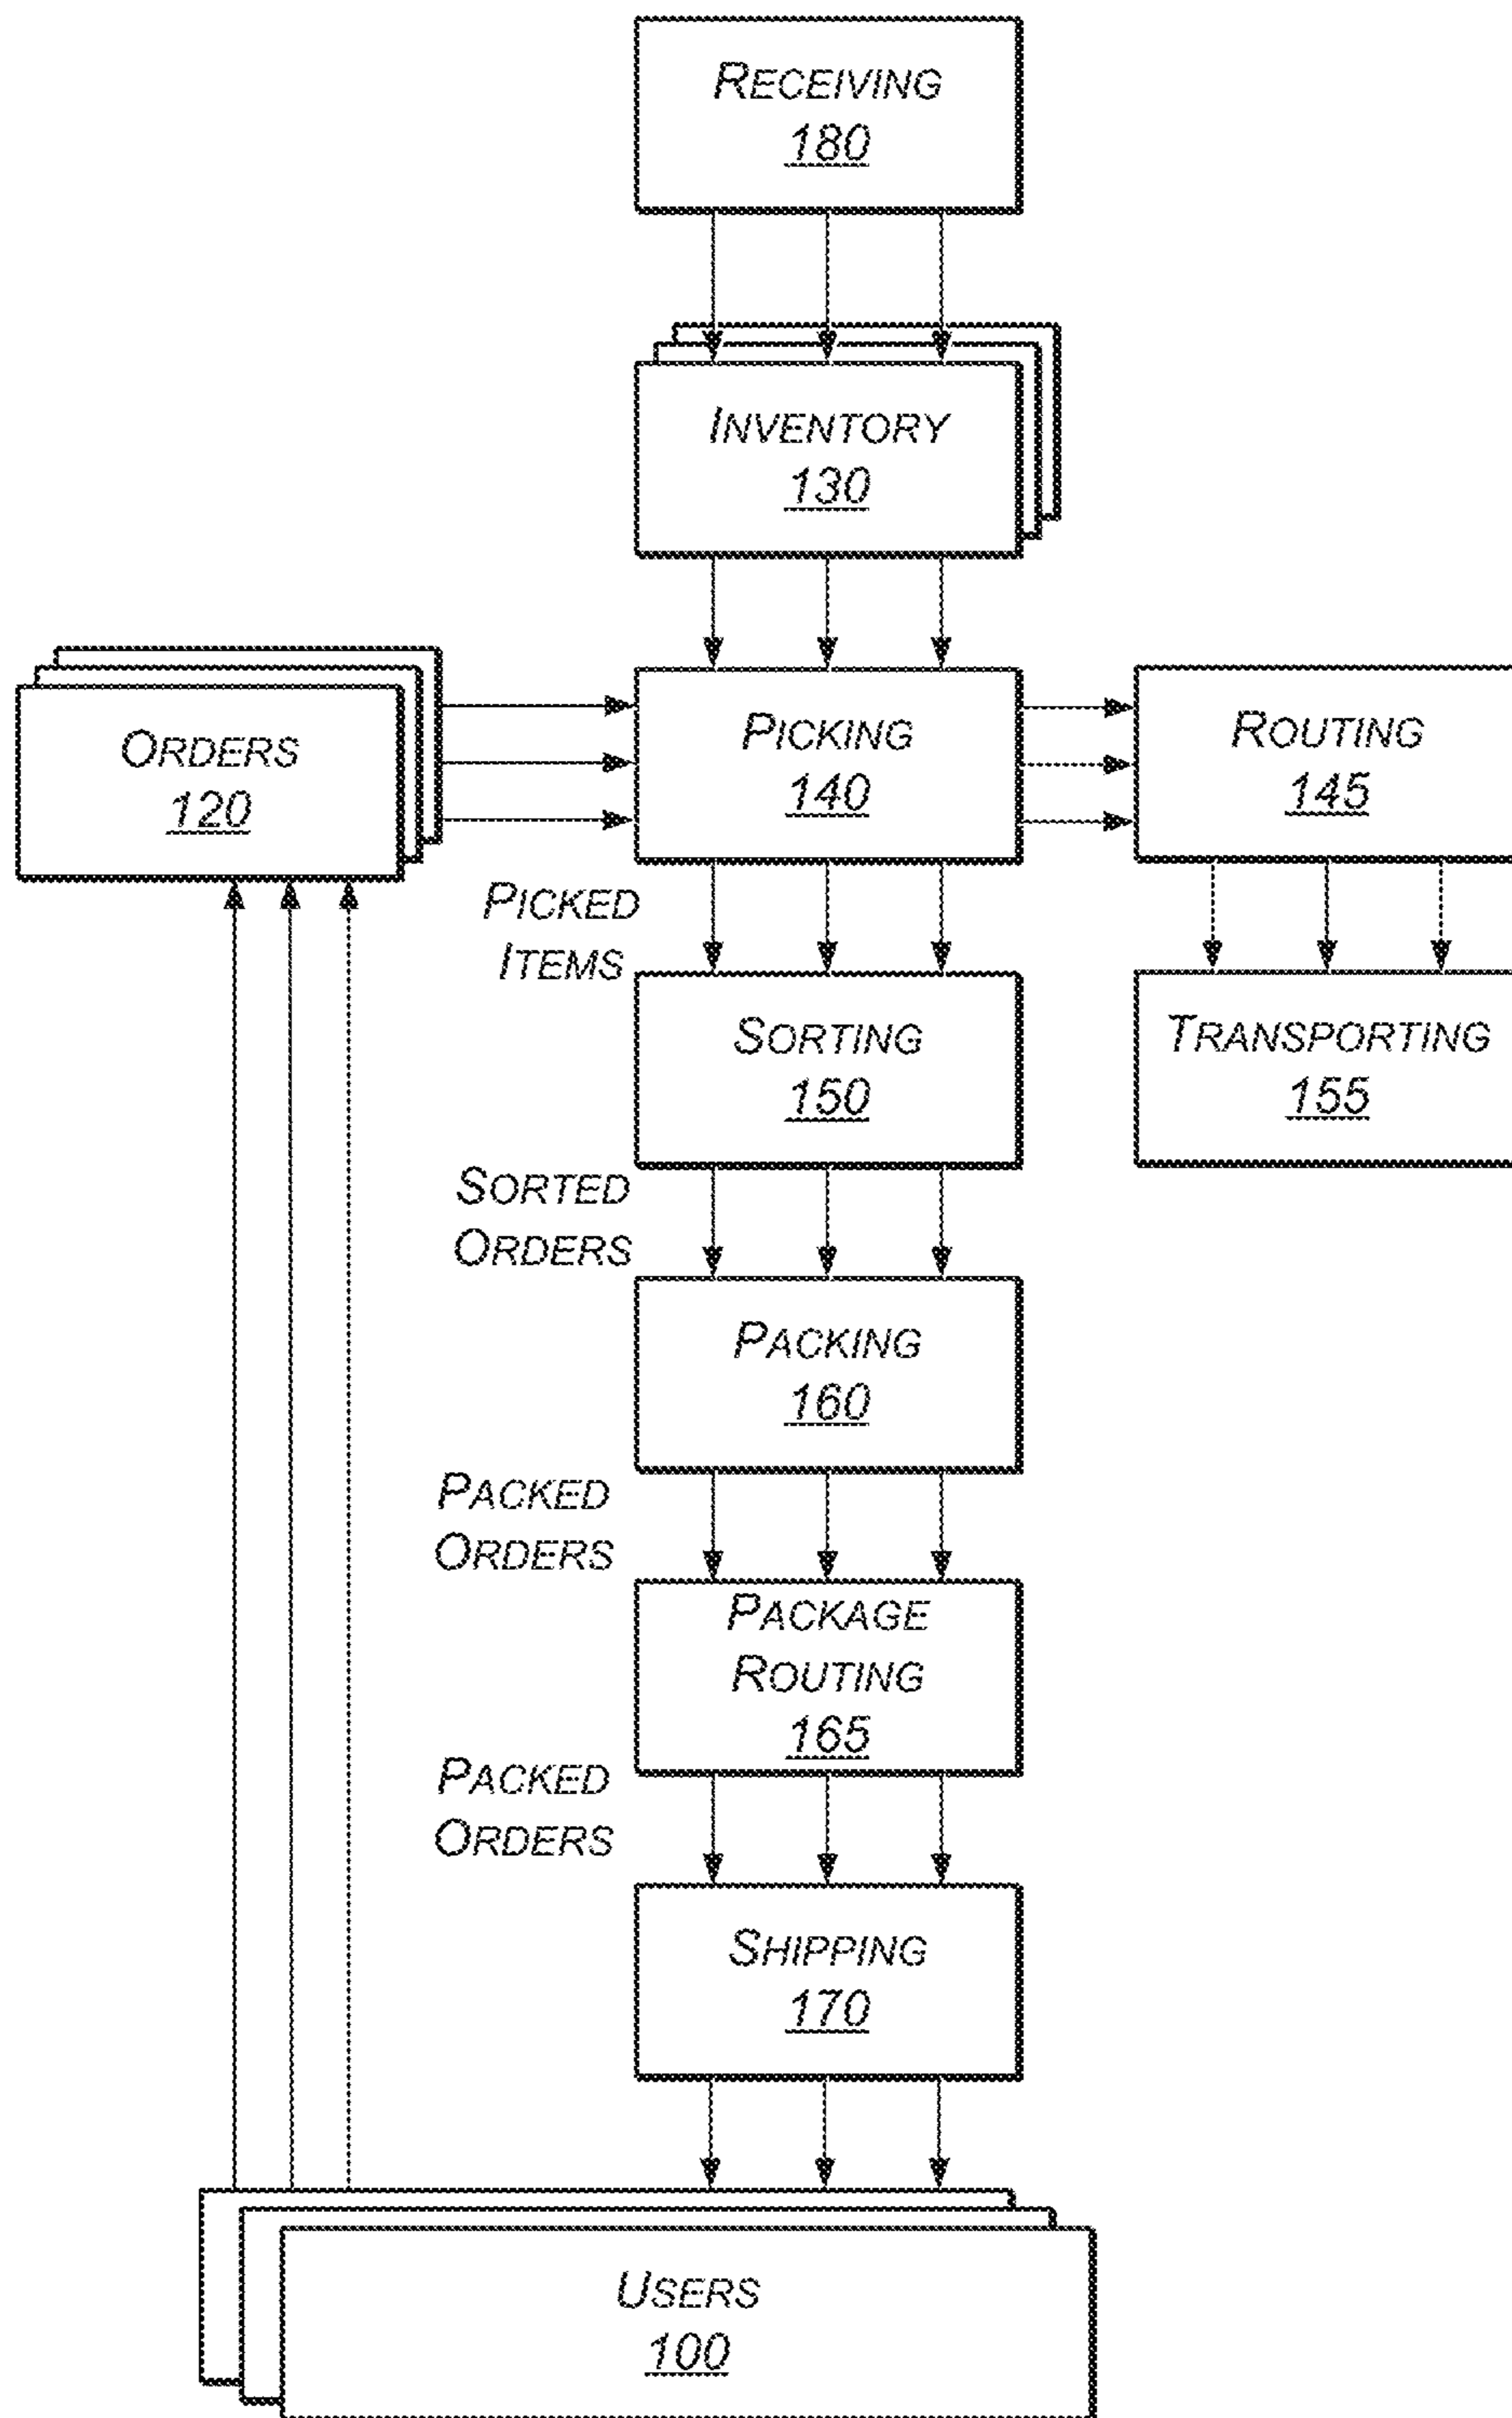 RECEIVING
180
INVENTORY
130
ORDERS
120
PICKING
140
ROUTING
145
PICKED
ITEMS
SORTING
150
TRANSPORTING
155
SORTED
ORDERS
PACKING
160
PACKED
ORDERS
PACKAGE
ROUTING
165
PACKED
ORDERS
SHIPPING
170
USERS
100